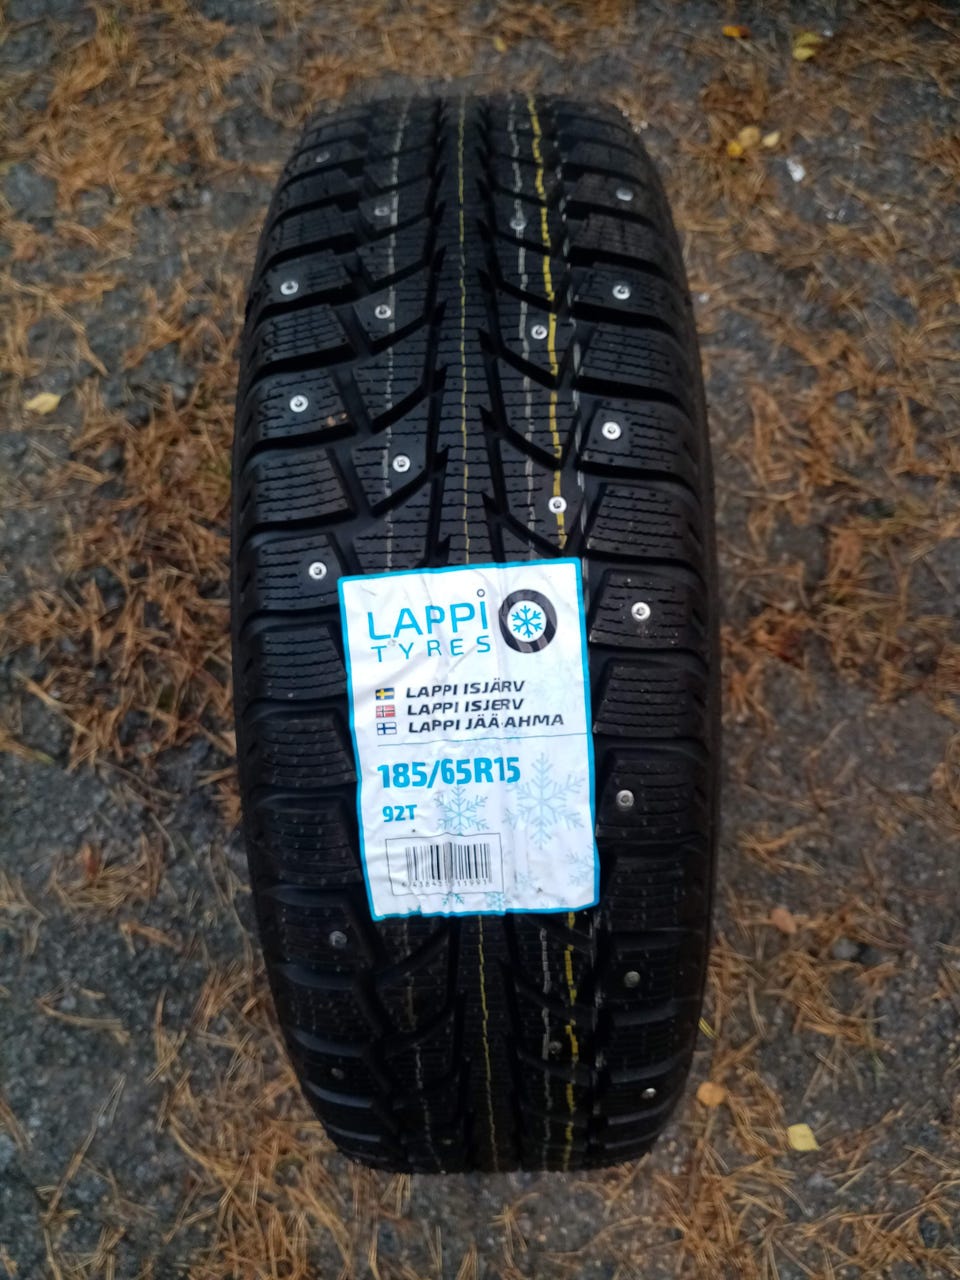 LAPPI
TYRES
LAPPI ISJÄRV
LAPPI ISJERV
LAPPI JÄÄ-AHMA
185/65R15
92T